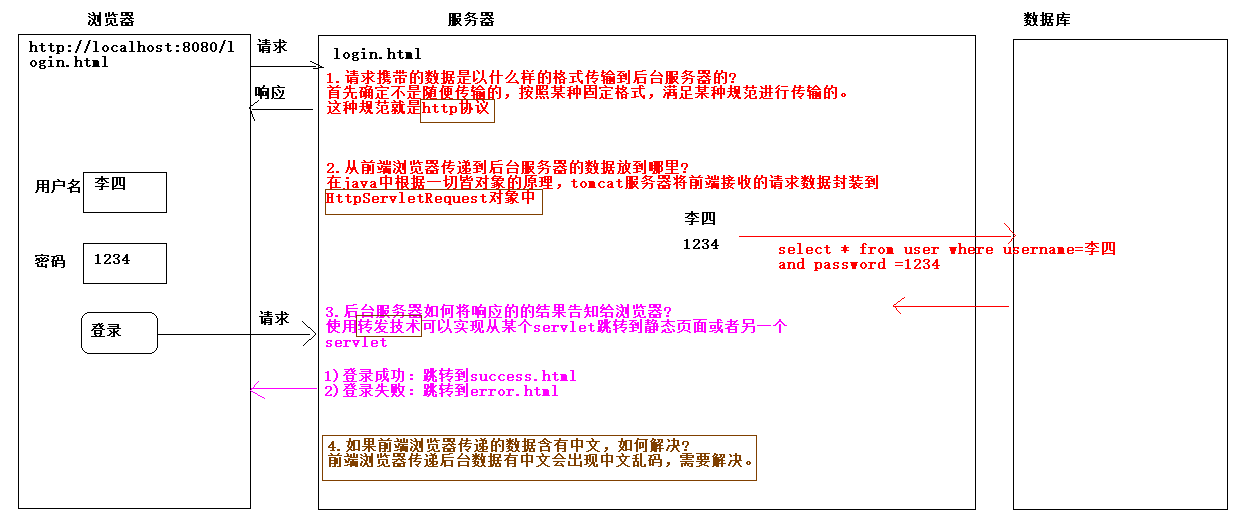 浏览器
服务器
数据库
http://localhost:8080/l
ogin.html
请求
响应
login.html
1.请求携带的数据是以什么样的格式传输到后台服务器的?
首先确定不是随便传输的，按照某种固定格式，满足某种规范进行传输的。
这种规范就是http协议
2.从前端浏览器传递到后台服务器的数据放到哪里?
在java中根据一切皆对象的原理，tomcat服务器将前端接收的请求数据封装到
HttpServletRequest对象中
用户名
李四
密码
1234
登录
请求
李四
1234
select * from user where username=李四
and password =1234
3.后台服务器如何将响应的的结果告知给浏览器?
使用转发技术可以实现从某个servlet跳转到静态页面或者另一个
servlet
1)登录成功：跳转到success.html
2)登录失败：跳转到error.html
4.如果前端浏览器传递的数据含有中文，如何解决?
前端浏览器传递后台数据有中文会出现中文乱码，需要解决。